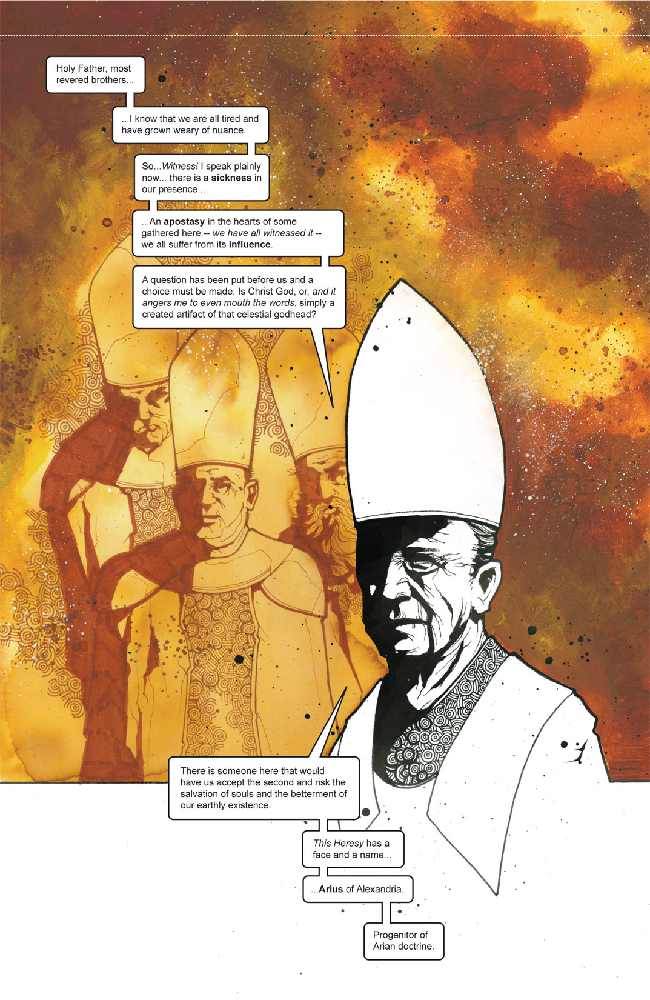 Holy Father, most
revered brothers...
...I know that we are all tired and
have grown weary of nuance.
So...Witness! I speak plainly
now... there is a sickness in
our presence...
...An apostasy in the hearts of some
gathered here -- we have all witnessed it --
we all suffer from its influence.
A question has been put before us and a
choice must be made: Is Christ God, or, and it
angers me to even mouth the words, simply a
created artifact of that celestial godhead?
There is someone here that would
have us accept the second and risk the
salvation of souls and the betterment of
our earthly existence.
This Heresy has a
face and a name...
...Arius of Alexandria.
Progenitor of
Arian doctrine.